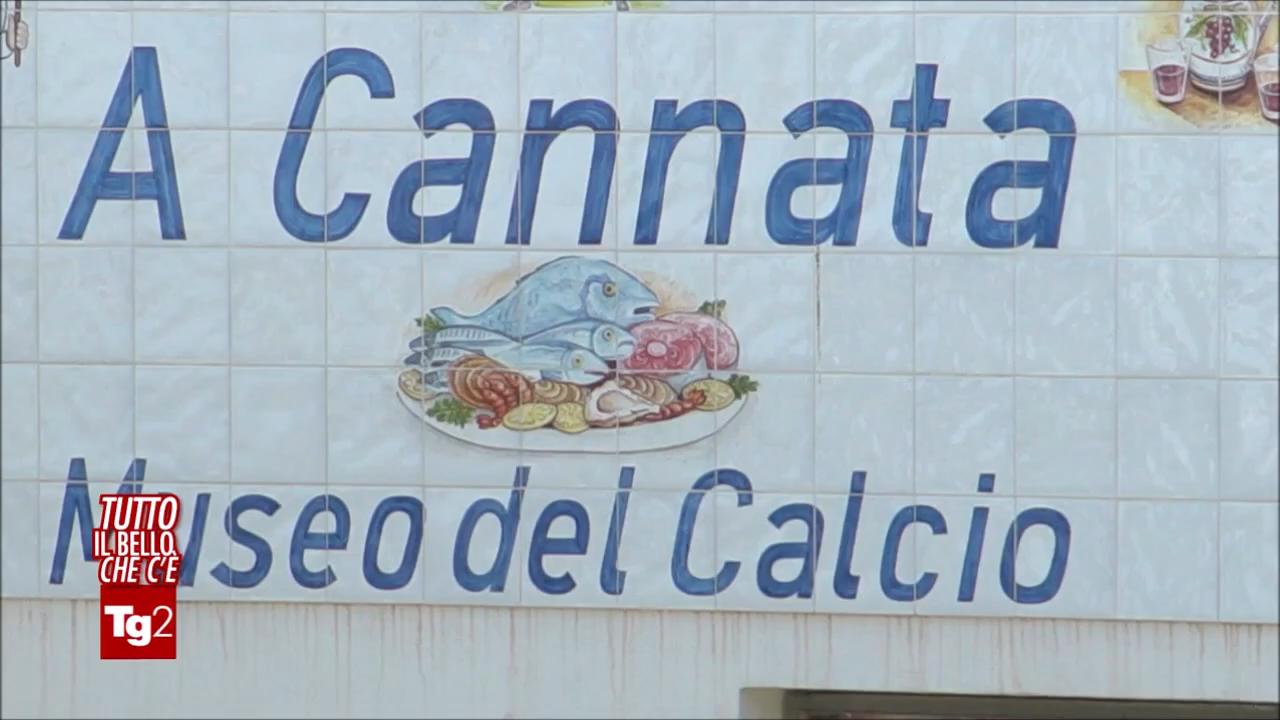 A Cannata
Museo del Calcio
TUTTO
IL BELLO
CHE C'È
Tg2